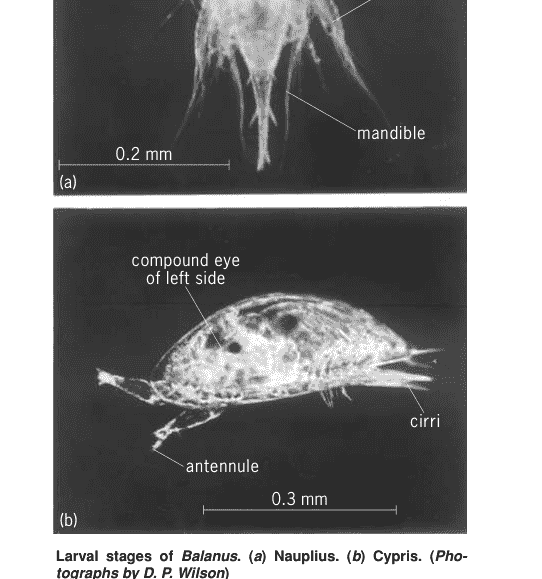 mandible
0.2 mm
(a)
compound eye
of left side
cirri
antennule
0.3 mm
(b)
Larval stages of Balanus. (a) Nauplius. (b) Cypris. (Pho-
tographs by D. P. Wilson)